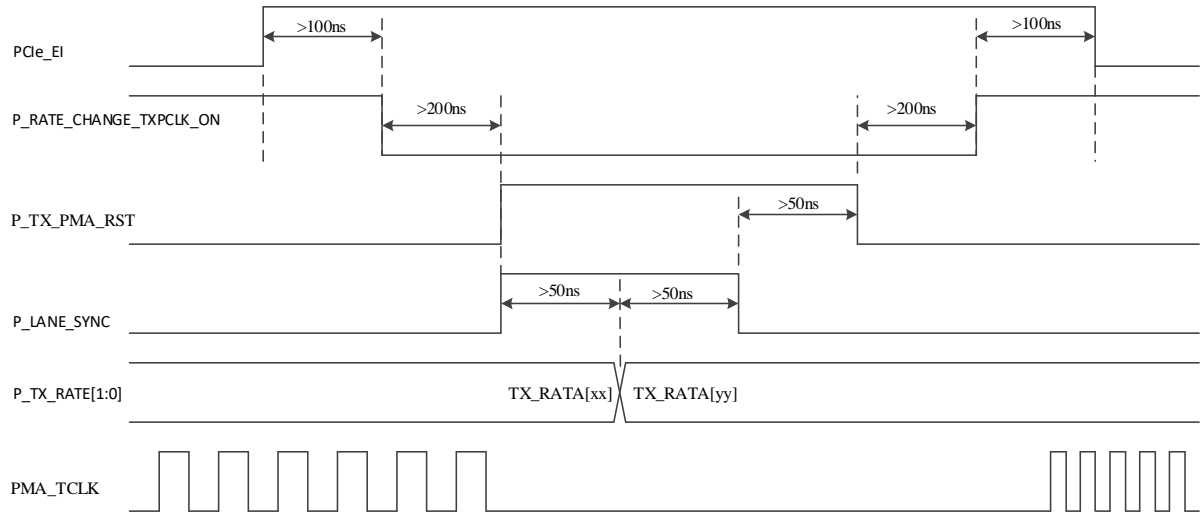 >100ns
>100ns
PCIe_EI
>200ns
>200ns
P_RATE_CHANGE_TXPCLK_ON
>50ns
P_TX_PMA_RST
>50ns
>50ns
P_LANE_SYNC
P_TX_RATE[1:0]
TX_RATA[xx]
TX_RATA[yy]
PMA_TCLK